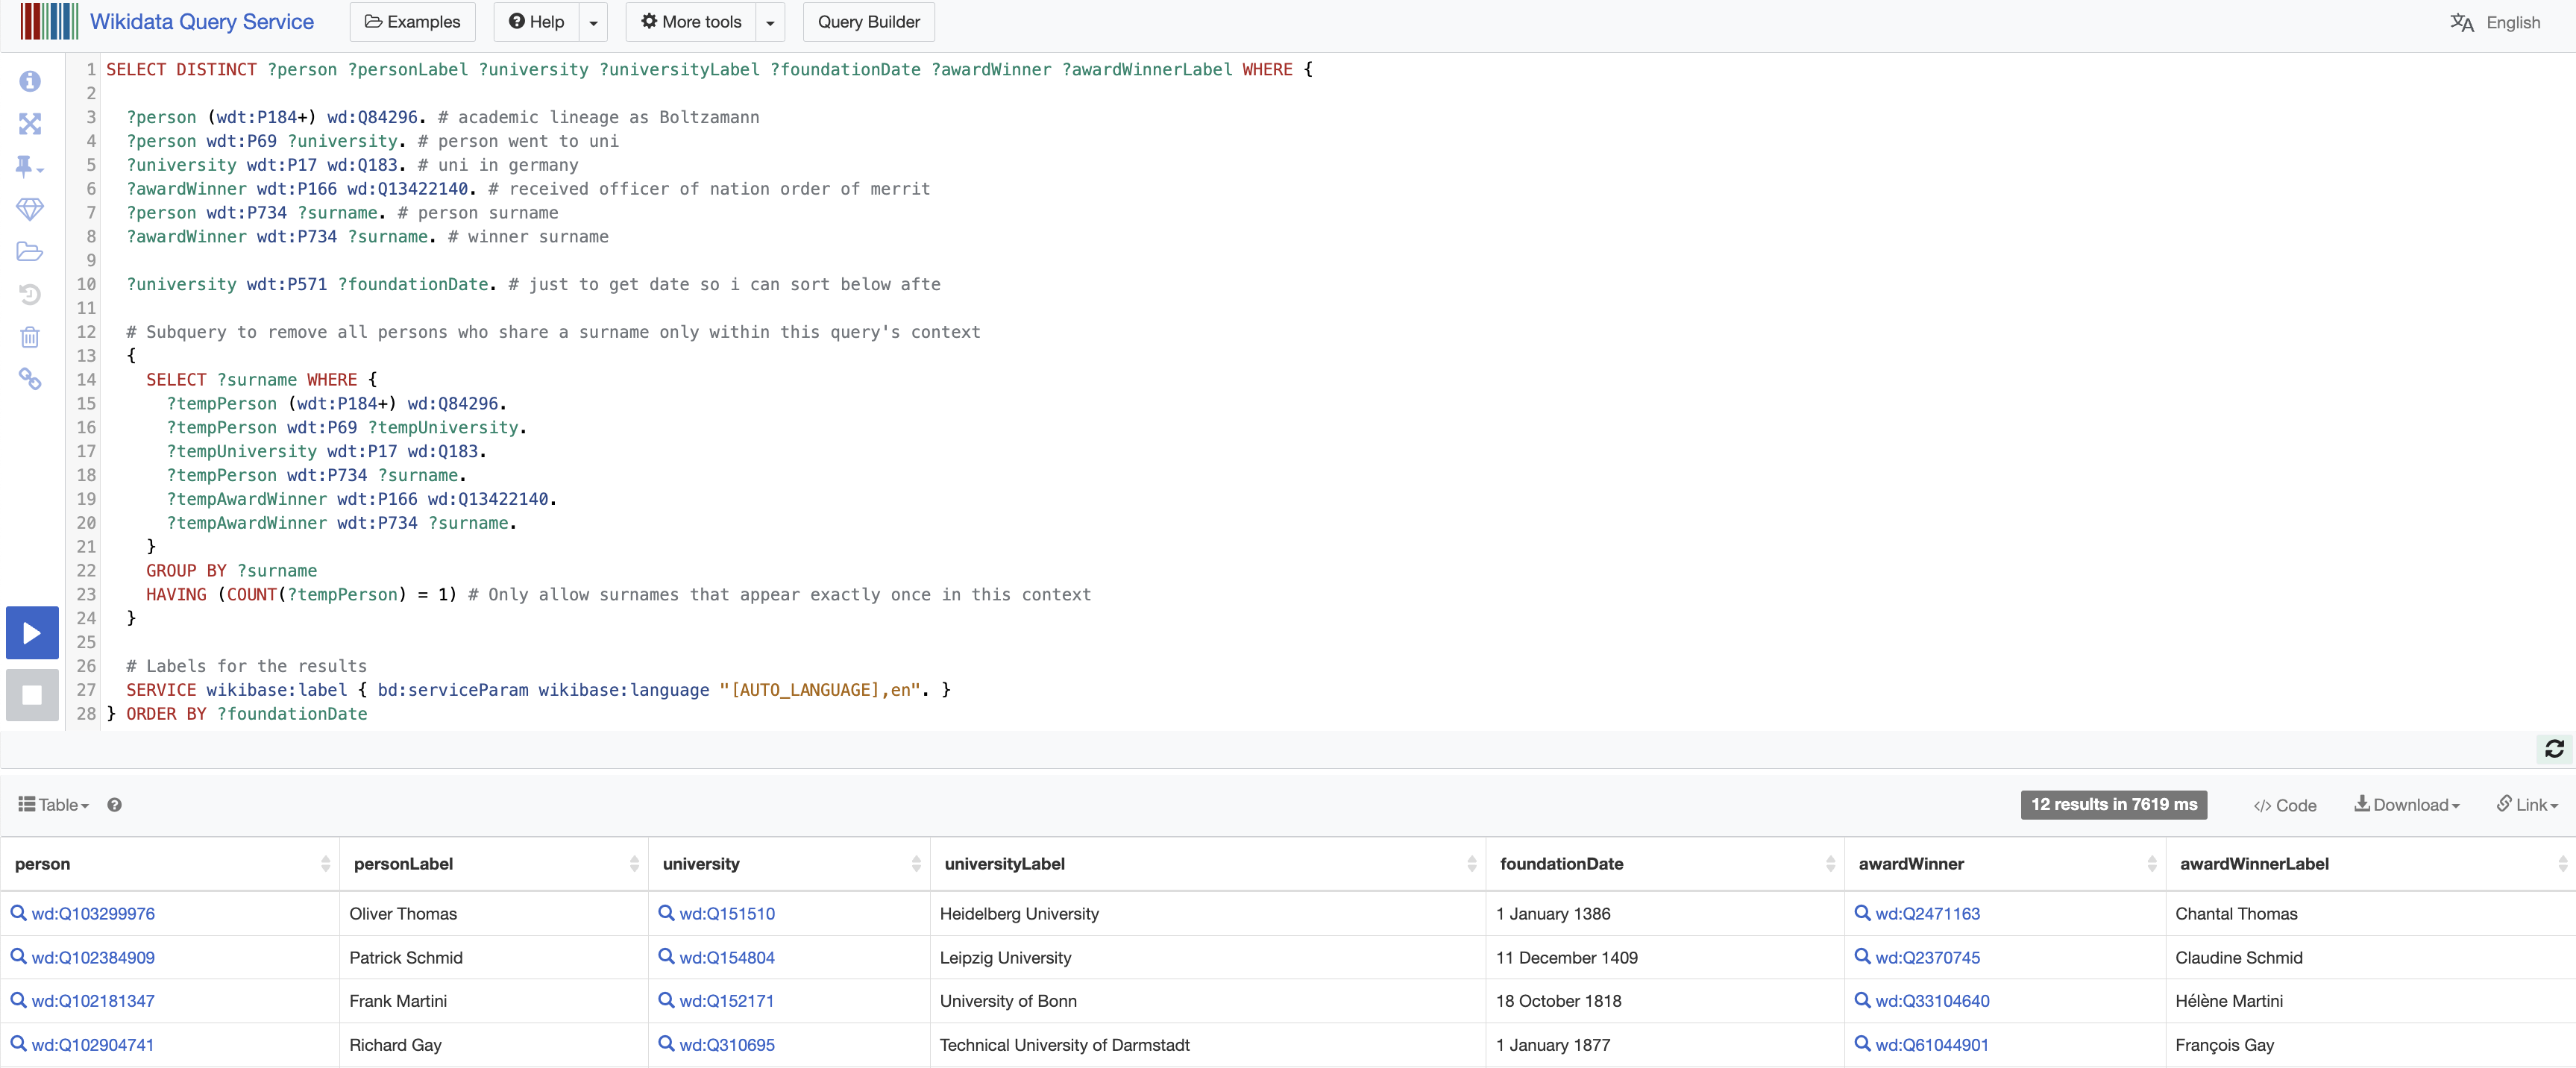 Wikidata Query Service Examples Help More tools Query Builder English
1 SELECT DISTINCT ?person ?personLabel ?university ?universityLabel ?foundationDate ?awardWinner ?awardWinnerLabel WHERE {
2
3 ?person (wdt:P184+) wd:Q84296. # academic lineage as Boltzamann
4 ?person wdt:P69 ?university. # person went to uni
5 ?university wdt:P17 wd:Q183. # uni in germany
6 ?awardWinner wdt:P166 wd:Q13422140. # received officer of nation order of merrit
7 ?person wdt:P734 ?surname. # person surname
8 ?awardWinner wdt:P734 ?surname. # winner surname
9
10 ?university wdt:P571 ?foundationDate. # just to get date so i can sort below afte
11
12 # Subquery to remove all persons who share a surname only within this query's context
13 {
14 SELECT ?surname WHERE {
15 ?tempPerson (wdt:P184+) wd:Q84296.
16 ?tempPerson wdt:P69 ?tempUniversity.
17 ?tempUniversity wdt:P17 wd:Q183.
18 ?tempPerson wdt:P734 ?surname.
19 ?tempAwardWinner wdt:P166 wd:Q13422140.
20 ?tempAwardWinner wdt:P734 ?surname.
21 }
22 GROUP BY ?surname
23 HAVING (COUNT(?tempPerson) = 1) # Only allow surnames that appear exactly once in this context
24 }
25
26 # Labels for the results
27 SERVICE wikibase:label { bd:serviceParam wikibase:language "[AUTO_LANGUAGE],en". }
28 } ORDER BY ?foundationDate
Table 12 results in 7619 ms </> Code Download Link
person personLabel university universityLabel foundationDate awardWinner awardWinnerLabel
wd:Q103299976 Oliver Thomas wd:Q151510 Heidelberg University 1 January 1386 wd:Q2471163 Chantal Thomas
wd:Q102384909 Patrick Schmid wd:Q154804 Leipzig University 11 December 1409 wd:Q2370745 Claudine Schmid
wd:Q102181347 Frank Martini wd:Q152171 University of Bonn 18 October 1818 wd:Q33104640 Hélène Martini
wd:Q102904741 Richard Gay wd:Q310695 Technical University of Darmstadt 1 January 1877 wd:Q61044901 François Gay